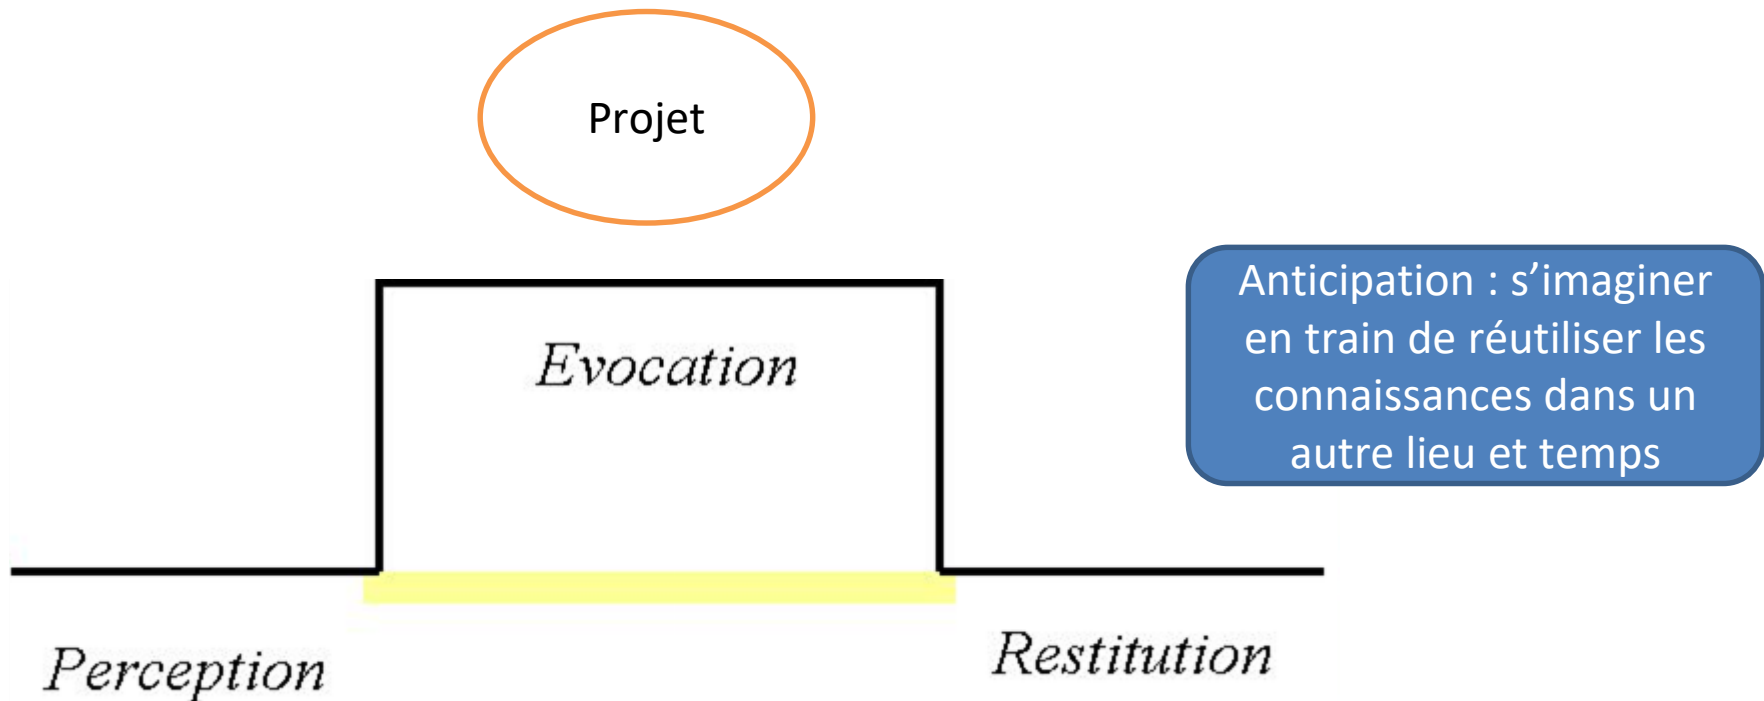 Projet
Evocation
Anticipation : s’imaginer
en train de réutiliser les
connaissances dans un
autre lieu et temps
Perception
Restitution